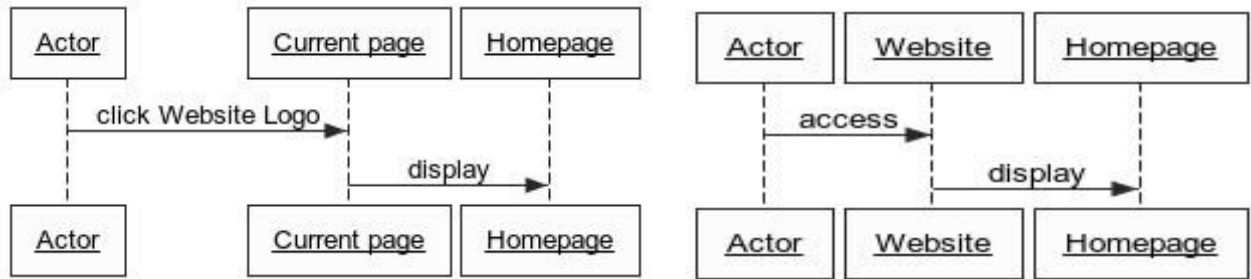 Actor
Current page
Homepage
click Website Logo
display
Actor
Current page
Homepage
Actor
Website
Homepage
access
display
Actor
Website
Homepage